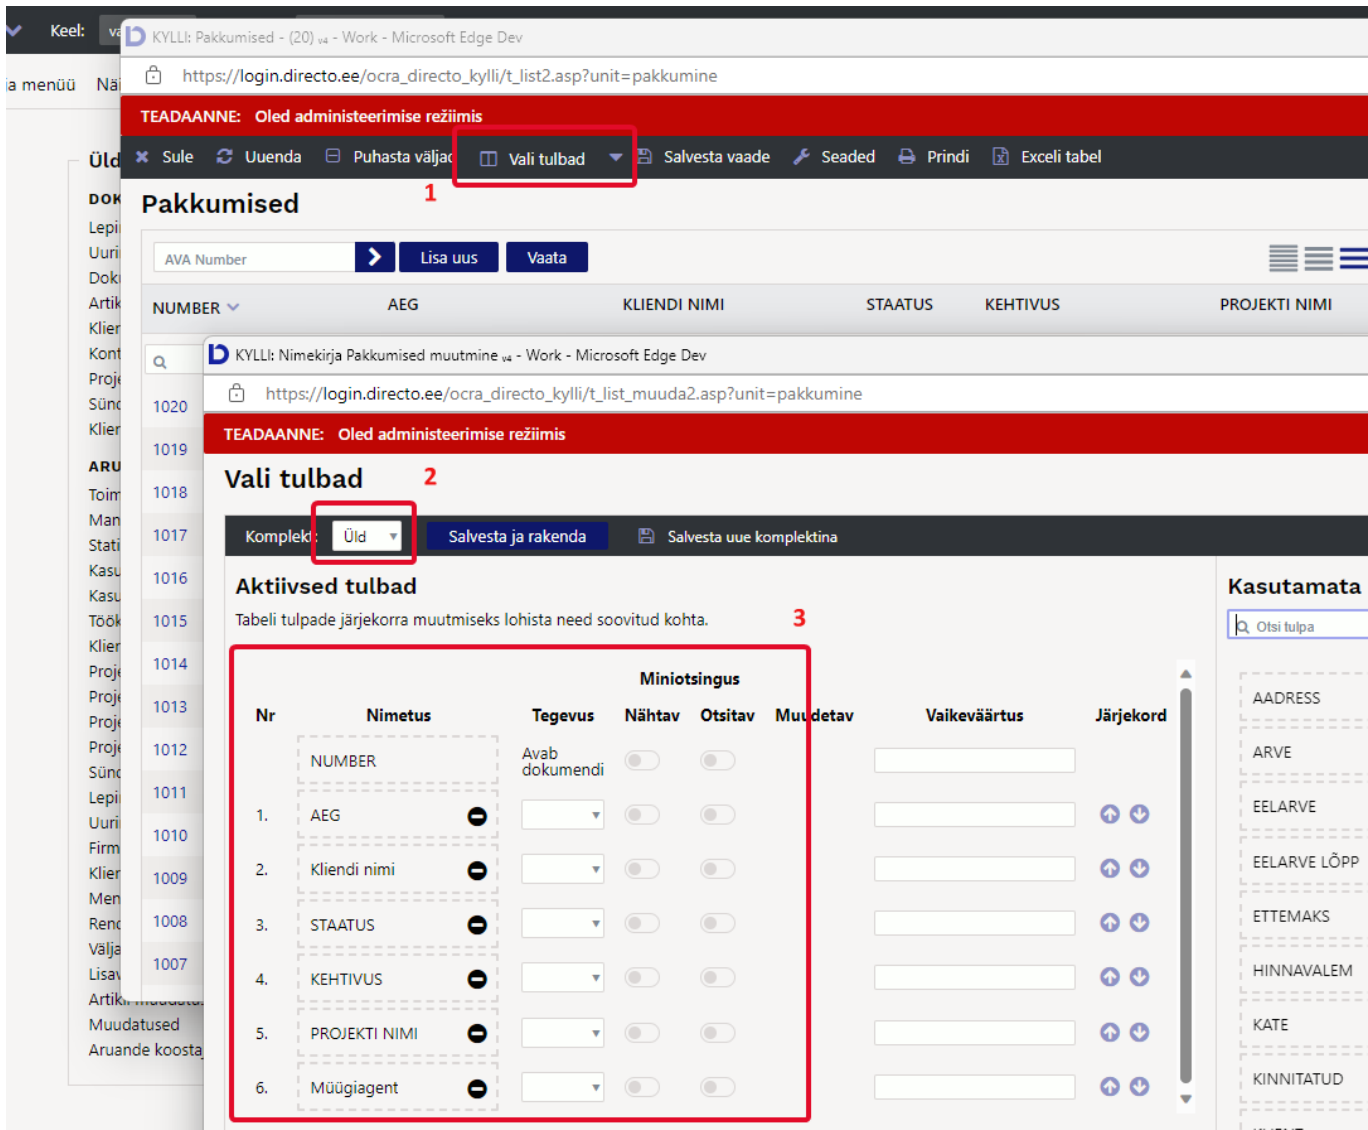 Keel:
KYLLI: Pakkumised - (20) v4 - Work - Microsoft Edge Dev
https://login.directo.ee/ocra_directo_kylli/t_list2.asp?unit=pakkumine
ja menüü
TEADAANNE: Oled administeerimise režiimis
Sule Uuenda Puhasta väljad Vali tulbad Salvesta vaade Seaded Prindi Exceli tabel
1
Pakkumised
AVA Number Lisa uus Vaata
NUMBER AEG KLIENDI NIMI STAATUS KEHTIVUS PROJEKTI NIMI
1020
1019
1018
1017
1016
1015
1014
1013
1012
1011
1010
1009
1008
1007
Muudatused
KYLLI: Nimekirja Pakkumised muutmine v4 - Work - Microsoft Edge Dev
https://login.directo.ee/ocra_directo_kylli/t_list_muuda2.asp?unit=pakkumine
TEADAANNE: Oled administeerimise režiimis
Vali tulbad
2
Komplekt: Üld Salvesta ja rakenda Salvesta uue komplektina
Aktiivsed tulbad
Tabeli tulpade järjekorra muutmiseks lohista need soovitud kohta.
3
Miniotsingus
Nr Nimetus Tegevus Nähtav Otsitav Muudetav Vaikeväärtus Järjekord
NUMBER Avab dokumendi
1. AEG
2. Kliendi nimi
3. STAATUS
4. KEHTIVUS
5. PROJEKTI NIMI
6. Müügiagent
Kasutamata
Otsi tulpa
AADRESS
ARVE
EELARVE
EELARVE LÕPP
ETTEMAKS
HINNAVALEM
KATE
KINNITATUD